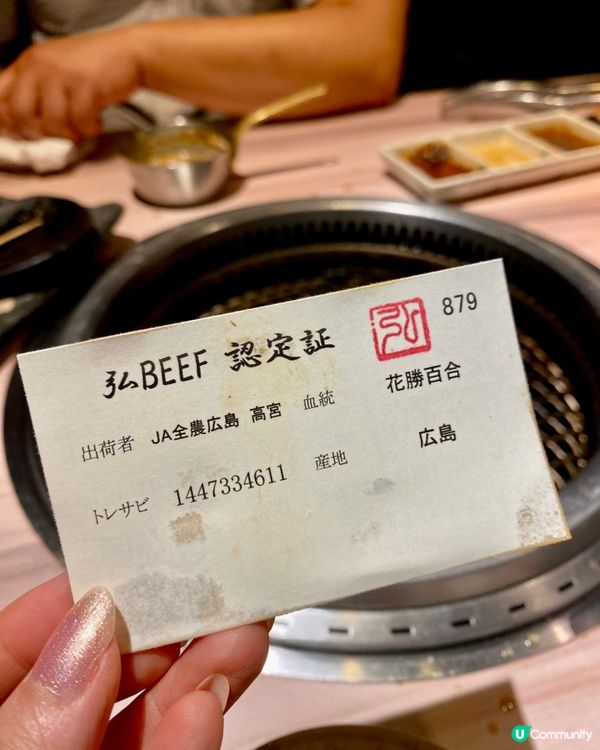 弘BEEF 認定証 弘 879
出荷者 JA全農広島 高宮 血統 花勝百合
トレサビ 1447334611 産地 広島
U Community